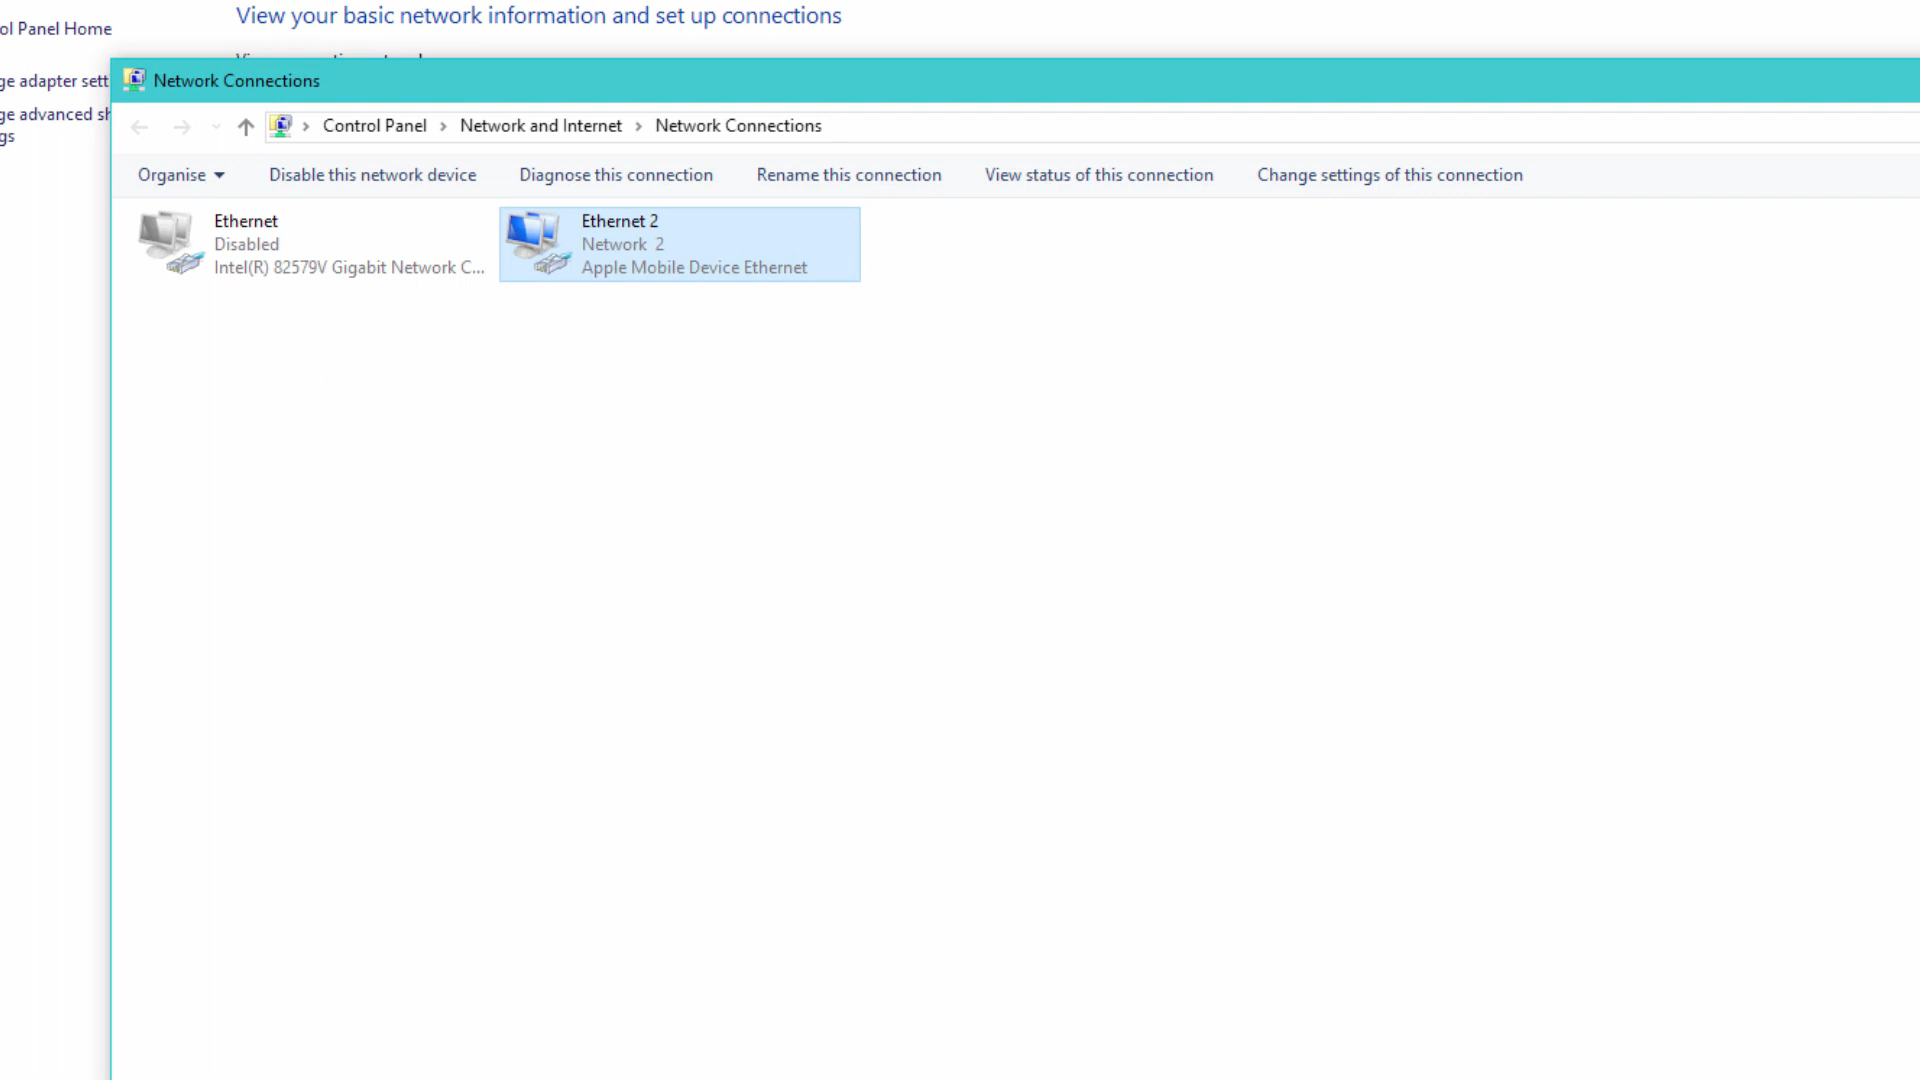 View your basic network information and set up connections
ol Panel Home
ge adapter sett
ge advanced sh
gs
Network Connections
Control Panel › Network and Internet › Network Connections
Organise Disable this network device Diagnose this connection Rename this connection View status of this connection Change settings of this connection
Ethernet
Disabled
Intel(R) 82579V Gigabit Network C...
Ethernet 2
Network 2
Apple Mobile Device Ethernet